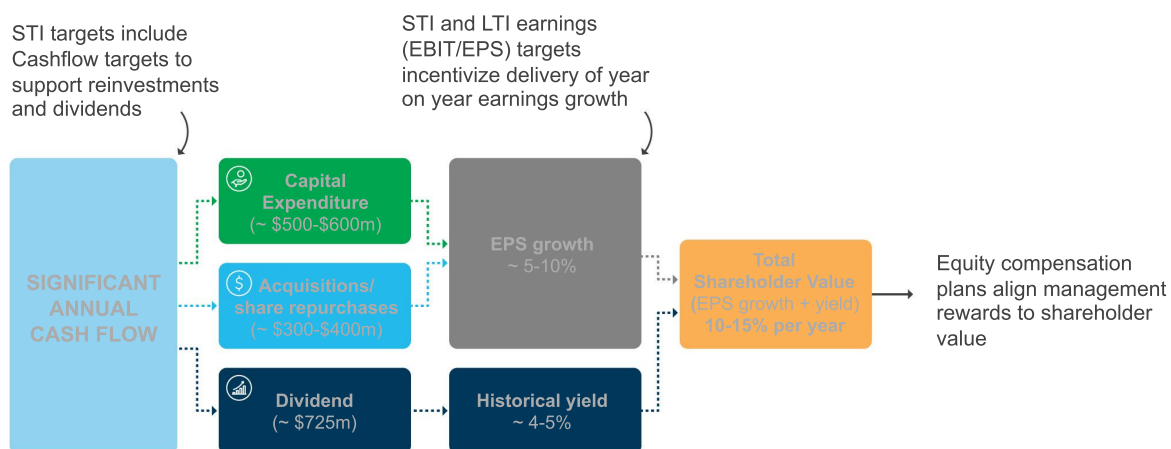 STI targets include
Cashflow targets to
support reinvestments
and dividends
STI and LTI earnings
(EBIT/EPS) targets
incentivize delivery of year
on year earnings growth
SIGNIFICANT
ANNUAL
CASH FLOW
Capital
Expenditure
(~ $500-$600m)
$
Acquisitions/
share repurchases
(~ $300-$400m)
Dividend
(~ $725m)
EPS growth
~ 5-10%
Historical yield
~ 4-5%
Total
Shareholder Value
(EPS growth + yield)
10-15% per year
Equity compensation
plans align management
rewards to shareholder
value